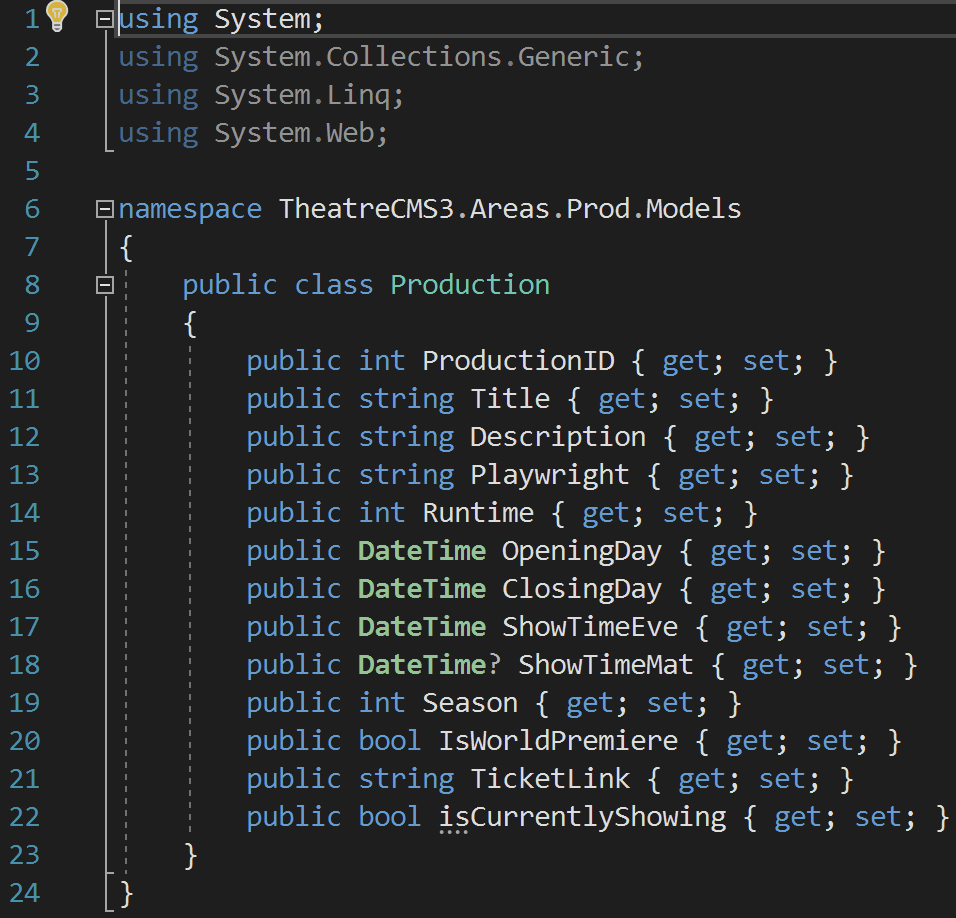 1 using System;
2 using System.Collections.Generic;
3 using System.Linq;
4 using System.Web;
5
6 namespace TheatreCMS3.Areas.Prod.Models
7 {
8     public class Production
9     {
10         public int ProductionID { get; set; }
11         public string Title { get; set; }
12         public string Description { get; set; }
13         public string Playwright { get; set; }
14         public int Runtime { get; set; }
15         public DateTime OpeningDay { get; set; }
16         public DateTime ClosingDay { get; set; }
17         public DateTime ShowTimeEve { get; set; }
18         public DateTime? ShowTimeMat { get; set; }
19         public int Season { get; set; }
20         public bool IsWorldPremiere { get; set; }
21         public string TicketLink { get; set; }
22         public bool isCurrentlyShowing { get; set; }
23     }
24 }